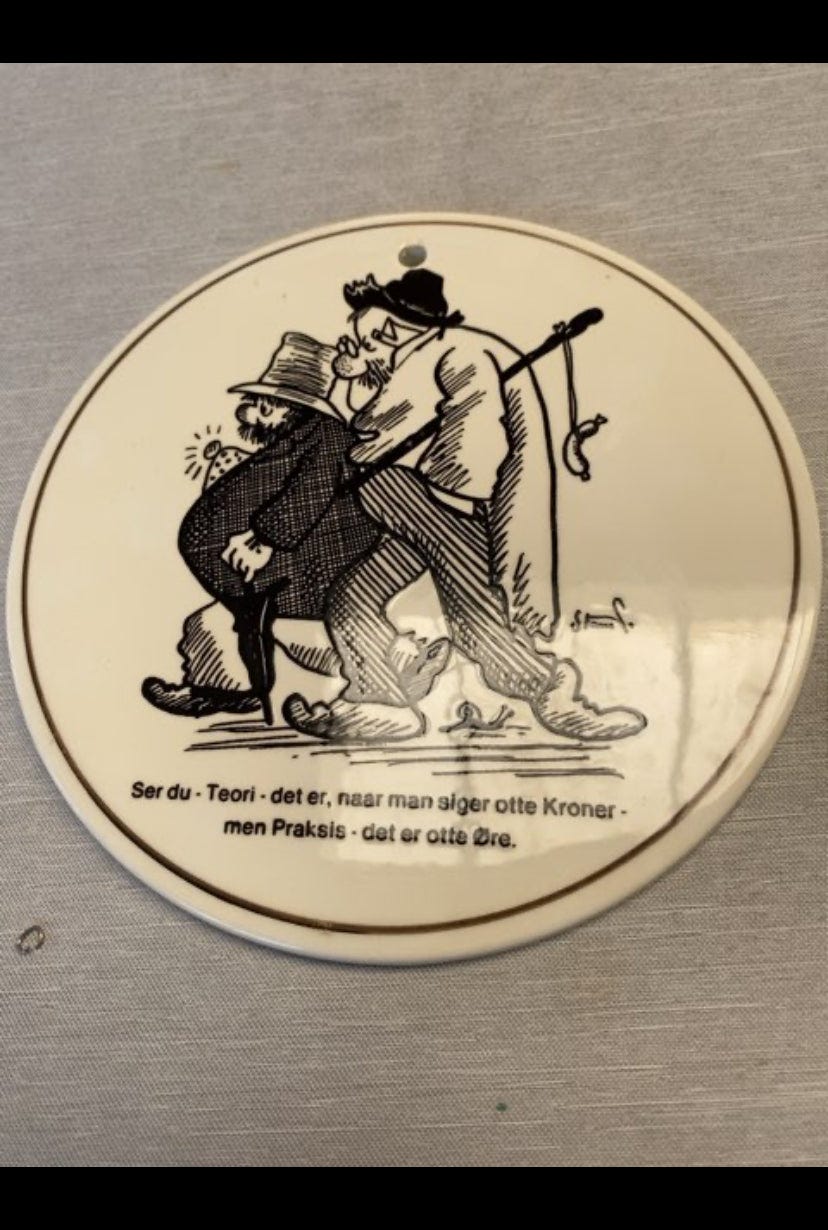 Ser du - Teori - det er, naar man siger otte Kroner -
men Praksis - det er otte Øre.